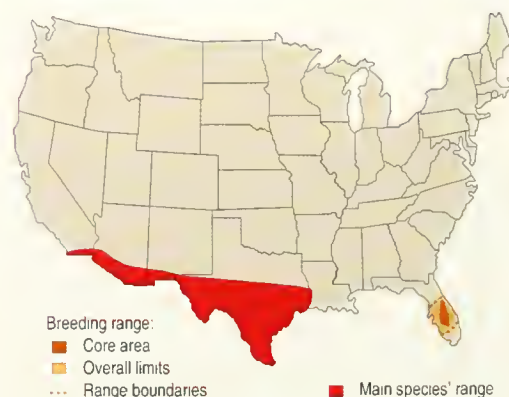 Breeding range:
Core area
Overall limits
Range boundaries
Main species' range